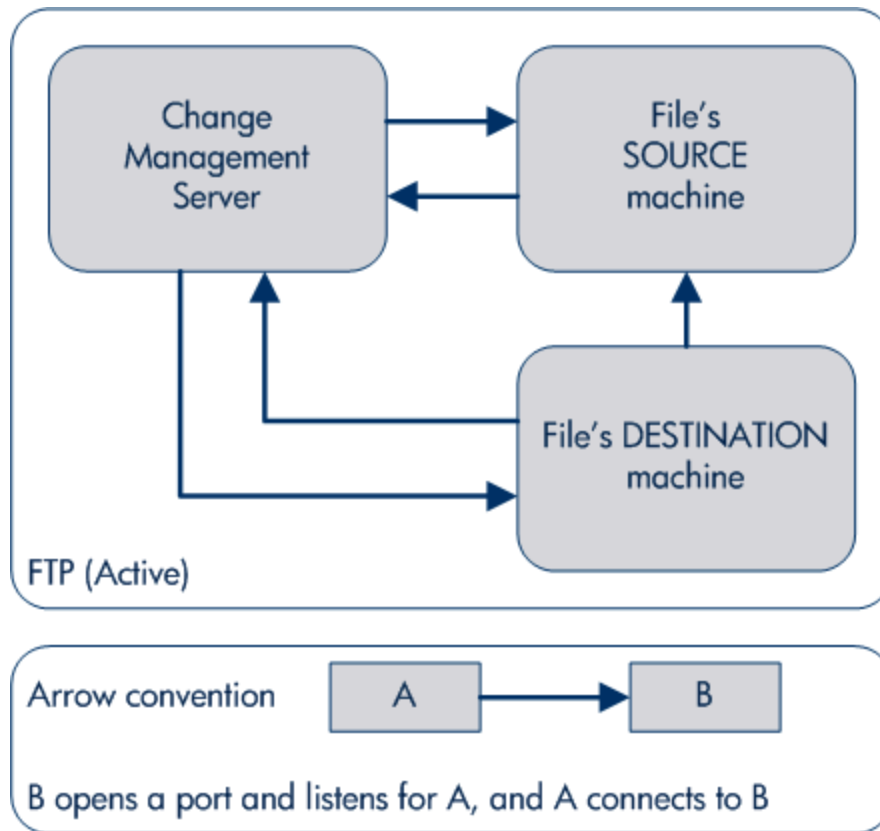 Change
Management
Server
File's
SOURCE
machine
File's DESTINATION
machine
FTP (Active)
Arrow convention
A
B
B opens a port and listens for A, and A connects to B